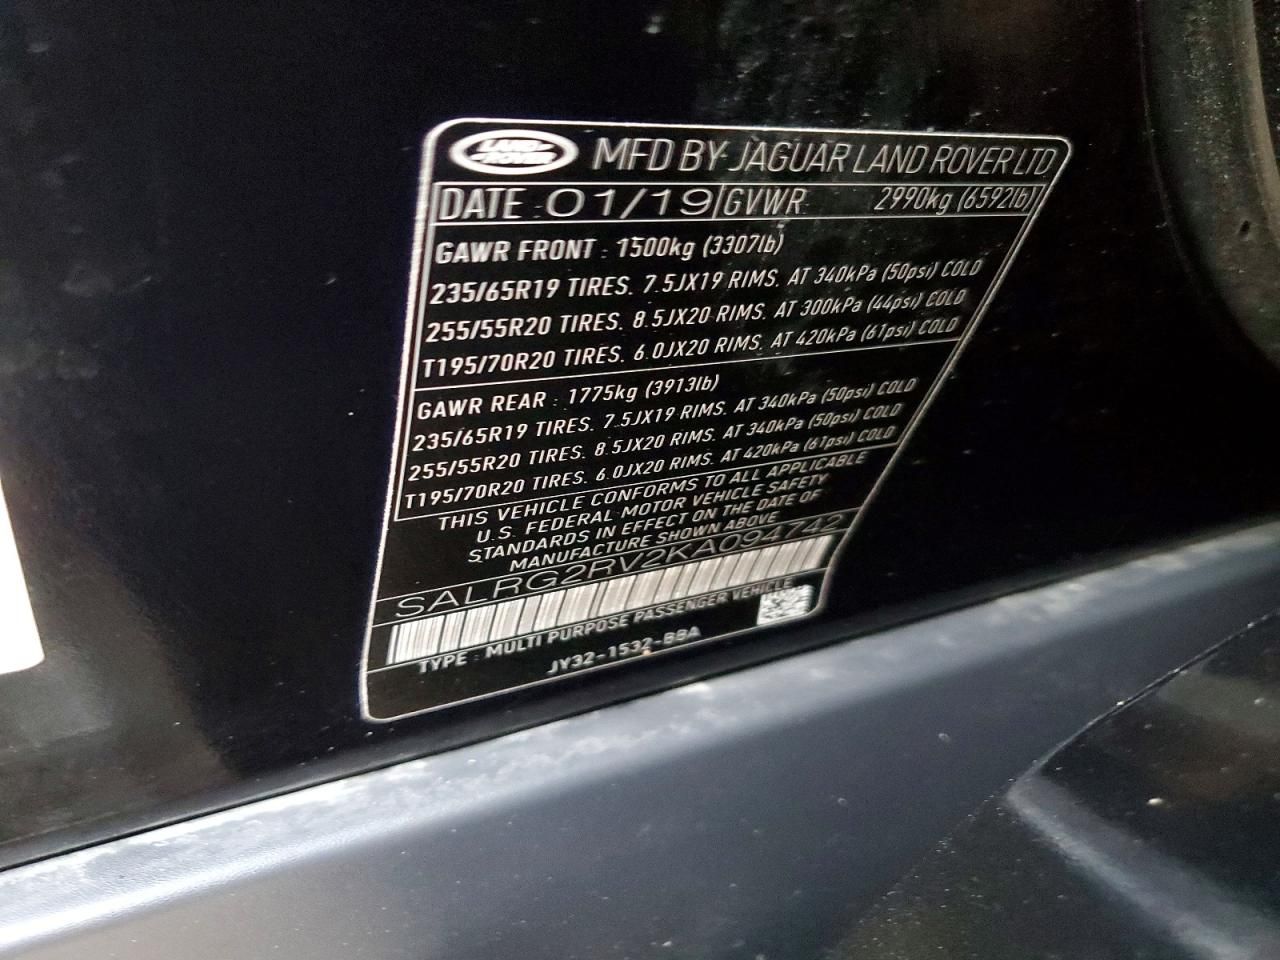 LAND-
-ROVER
MFD BY JAGUAR LAND ROVER LTD
DATE : 01/19 GVWR: 2990kg (6592lb)
GAWR FRONT : 1500kg (3307lb)
235/65R19 TIRES. 7.5JX19 RIMS. AT 340kPa (50psi) COLD
255/55R20 TIRES. 8.5JX20 RIMS. AT 300kPa (44psi) COLD
T195/70R20 TIRES. 6.0JX20 RIMS. AT 420kPa (61psi) COLD
GAWR REAR : 1775kg (3913lb)
235/65R19 TIRES. 7.5JX19 RIMS. AT 340kPa (50psi) COLD
255/55R20 TIRES. 8.5JX20 RIMS. AT 340kPa (50psi) COLD
T195/70R20 TIRES. 6.0JX20 RIMS. AT 420kPa (61psi) COLD
THIS VEHICLE CONFORMS TO ALL APPLICABLE
U.S. FEDERAL MOTOR VEHICLE SAFETY
STANDARDS IN EFFECT ON THE DATE OF
MANUFACTURE SHOWN ABOVE
SALRG2RV2KA094742
TYPE : MULTI PURPOSE PASSENGER VEHICLE
JY32-1532-BBA